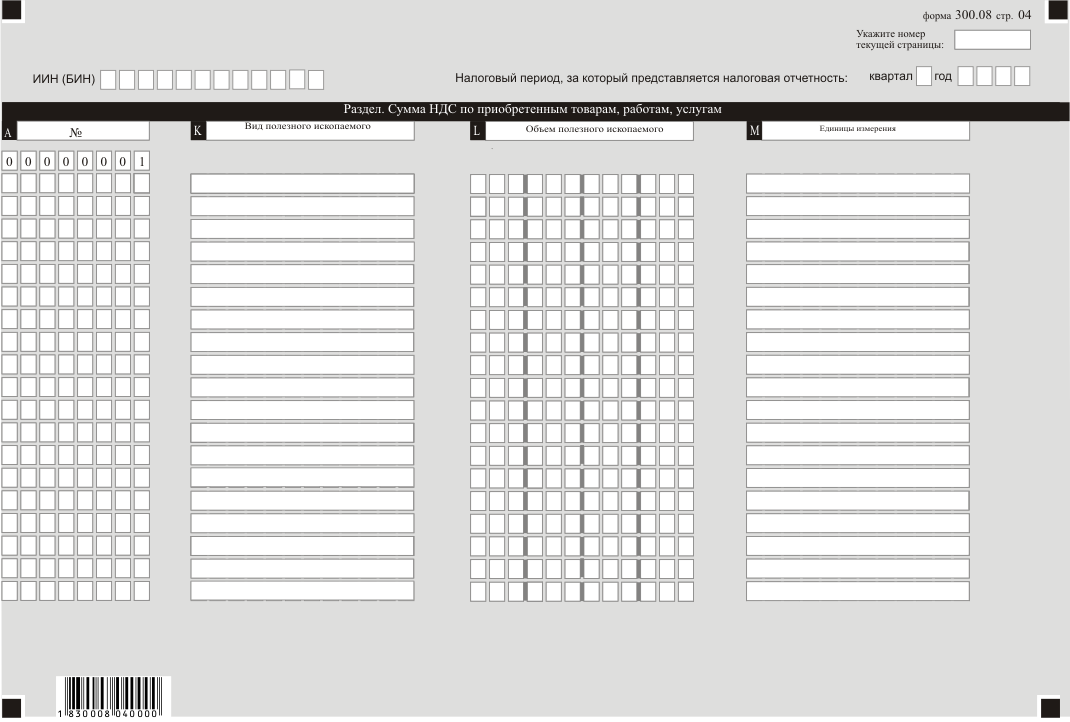 форма 300.08 стр. 04
Укажите номер
текущей страницы:
ИИН (БИН)
Налоговый период, за который представляется налоговая отчетность: квартал год
Раздел. Сумма НДС по приобретенным товарам, работам, услугам
A № K Вид полезного ископаемого L Объем полезного ископаемого M Единицы измерения
0 0 0 0 0 0 0 1
1 830008 040000